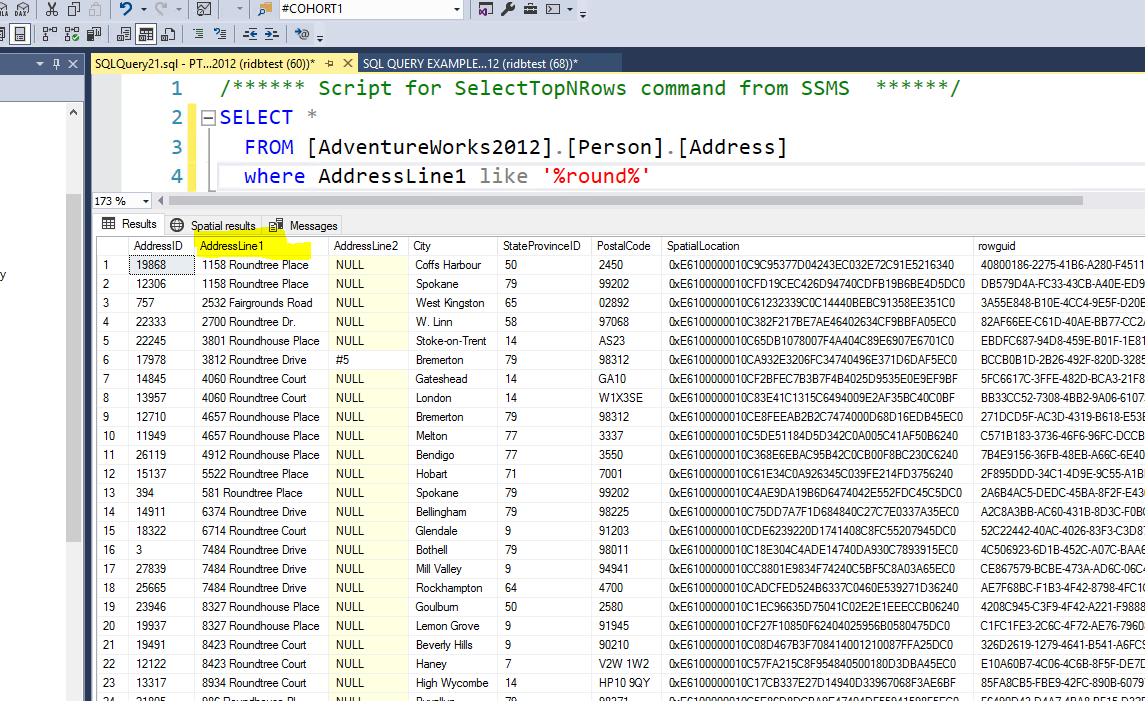 #COHORT1
SQLQuery21.sql - PT...2012 (ridbtest (60))* SQL QUERY EXAMPLE...12 (ridbtest (68))*
1 /****** Script for SelectTopNRows command from SSMS ******/
2 SELECT *
3 FROM [AdventureWorks2012].[Person].[Address]
4 where AddressLine1 like '%round%'
173 %
Results Spatial results Messages
AddressID AddressLine1 AddressLine2 City StateProvinceID PostalCode SpatialLocation rowguid
1 19868 1158 Roundtree Place NULL Coffs Harbour 50 2450 0xE6100000010C9C95377D04243EC032E72C91E5216340 40800186-2275-41B6-A280-F4511
2 12306 1158 Roundtree Place NULL Spokane 79 99202 0xE6100000010CFD19CEC426D94740CDFB19B6BE4D5DC0 DB579D4A-FC33-43CB-A40E-ED9
3 757 2532 Fairgrounds Road NULL West Kingston 65 02892 0xE6100000010C61232339C0C14440BEBC91358EE351C0 3A55E848-B10E-4CC4-9E5F-D20E
4 22333 2700 Roundtree Dr. NULL W. Linn 58 97068 0xE6100000010C382F217BE7AE46402634CF9BBFA05EC0 82AF66EE-C61D-40AE-BB77-CC2
5 22245 3801 Roundhouse Place NULL Stoke-on-Trent 14 AS23 0xE6100000010C65DB1078007F4A404C89E6907E6701C0 EBDFC687-94D8-459E-B01F-1E81
6 17978 3812 Roundtree Drive #5 Bremerton 79 98312 0xE6100000010CA932E3206FC34740496E371D6DAF5EC0 BCCB0B1D-2B26-492F-820D-3285
7 14845 4060 Roundtree Court NULL Gateshead 14 GA10 0xE6100000010CF2BFEC7B3B7F4B4025D9535E0E9EF9BF 5FC6617C-3FFE-482D-BCA3-21F8
8 13957 4060 Roundtree Court NULL London 14 W1X3SE 0xE6100000010C83E41C1315C6494009E2AF35BC40C0BF BB33CC52-7308-4BB2-9A06-6107
9 12710 4657 Roundhouse Place NULL Bremerton 79 98312 0xE6100000010CE8FEEAB2B2C7474000D68D16EDB45EC0 271DCD5F-AC3D-4319-B618-E53E
10 11949 4657 Roundhouse Place NULL Melton 77 3337 0xE6100000010C5DE51184D5D342C0A005C41AF50B6240 C571B183-3736-46F6-96FC-DCCB
11 26119 4912 Roundhouse Place NULL Bendigo 77 3550 0xE6100000010C368E6EBAC95B42C0CB00F8BC230C6240 7B4E9156-36FB-48EB-A66C-6E40
12 15137 5522 Roundtree Place NULL Hobart 71 7001 0xE6100000010C61E34C0A926345C039FE214FD3756240 2F895DDD-34C1-4D9E-9C55-A1B
13 394 581 Roundtree Place NULL Spokane 79 99202 0xE6100000010C4AE9DA19B6D6474042E552FDC45C5DC0 2A6B4AC5-DEDC-45BA-8F2F-E43
14 14911 6374 Roundtree Drive NULL Bellingham 79 98225 0xE6100000010C75DD7A7F1D684840C27C7E0337A35EC0 A2C8A3BB-AC60-431B-8D3C-F0B
15 18322 6714 Roundtree Court NULL Glendale 9 91203 0xE6100000010CDE6239220D1741408C8FC55207945DC0 52C22442-40AC-4026-83F3-C3D8
16 3 7484 Roundtree Drive NULL Bothell 79 98011 0xE6100000010C18E304C4ADE14740DA930C7893915EC0 4C506923-6D1B-452C-A07C-BAA
17 27839 7484 Roundtree Drive NULL Mill Valley 9 94941 0xE6100000010CC8801E9834F74240C5BF5C8A03A65EC0 CE867579-BCBE-473A-AD6C-06C
18 25665 7484 Roundtree Drive NULL Rockhampton 64 4700 0xE6100000010CADCFED524B6337C0460E539271D36240 AE7F68BC-F1B3-4F42-8798-4FC1
19 23946 8327 Roundhouse Place NULL Goulburn 50 2580 0xE6100000010C1EC96635D75041C02E2E1EEECCB06240 4208C945-C3F9-4F42-A221-F9888
20 19937 8327 Roundhouse Place NULL Lemon Grove 9 91945 0xE6100000010CF27F10850F62404025956B0580475DC0 C1FC1FE3-2C6C-4F72-AE76-7960
21 19491 8423 Roundtree Court NULL Beverly Hills 9 90210 0xE6100000010C08D467B3F708414001210087FFA25DC0 326D2619-1279-4641-B541-A6FC
22 12122 8423 Roundtree Court NULL Haney 7 V2W 1W2 0xE6100000010C57FA215C8F954840500180D3DBA45EC0 E10A60B7-4C06-4C6B-8F5F-DE7D
23 13317 8934 Roundtree Court NULL High Wycombe 14 HP10 9QY 0xE6100000010C17CB337E27D14940D33967068F3AE6BF 85FA8CB5-FBE9-42FC-890B-6079